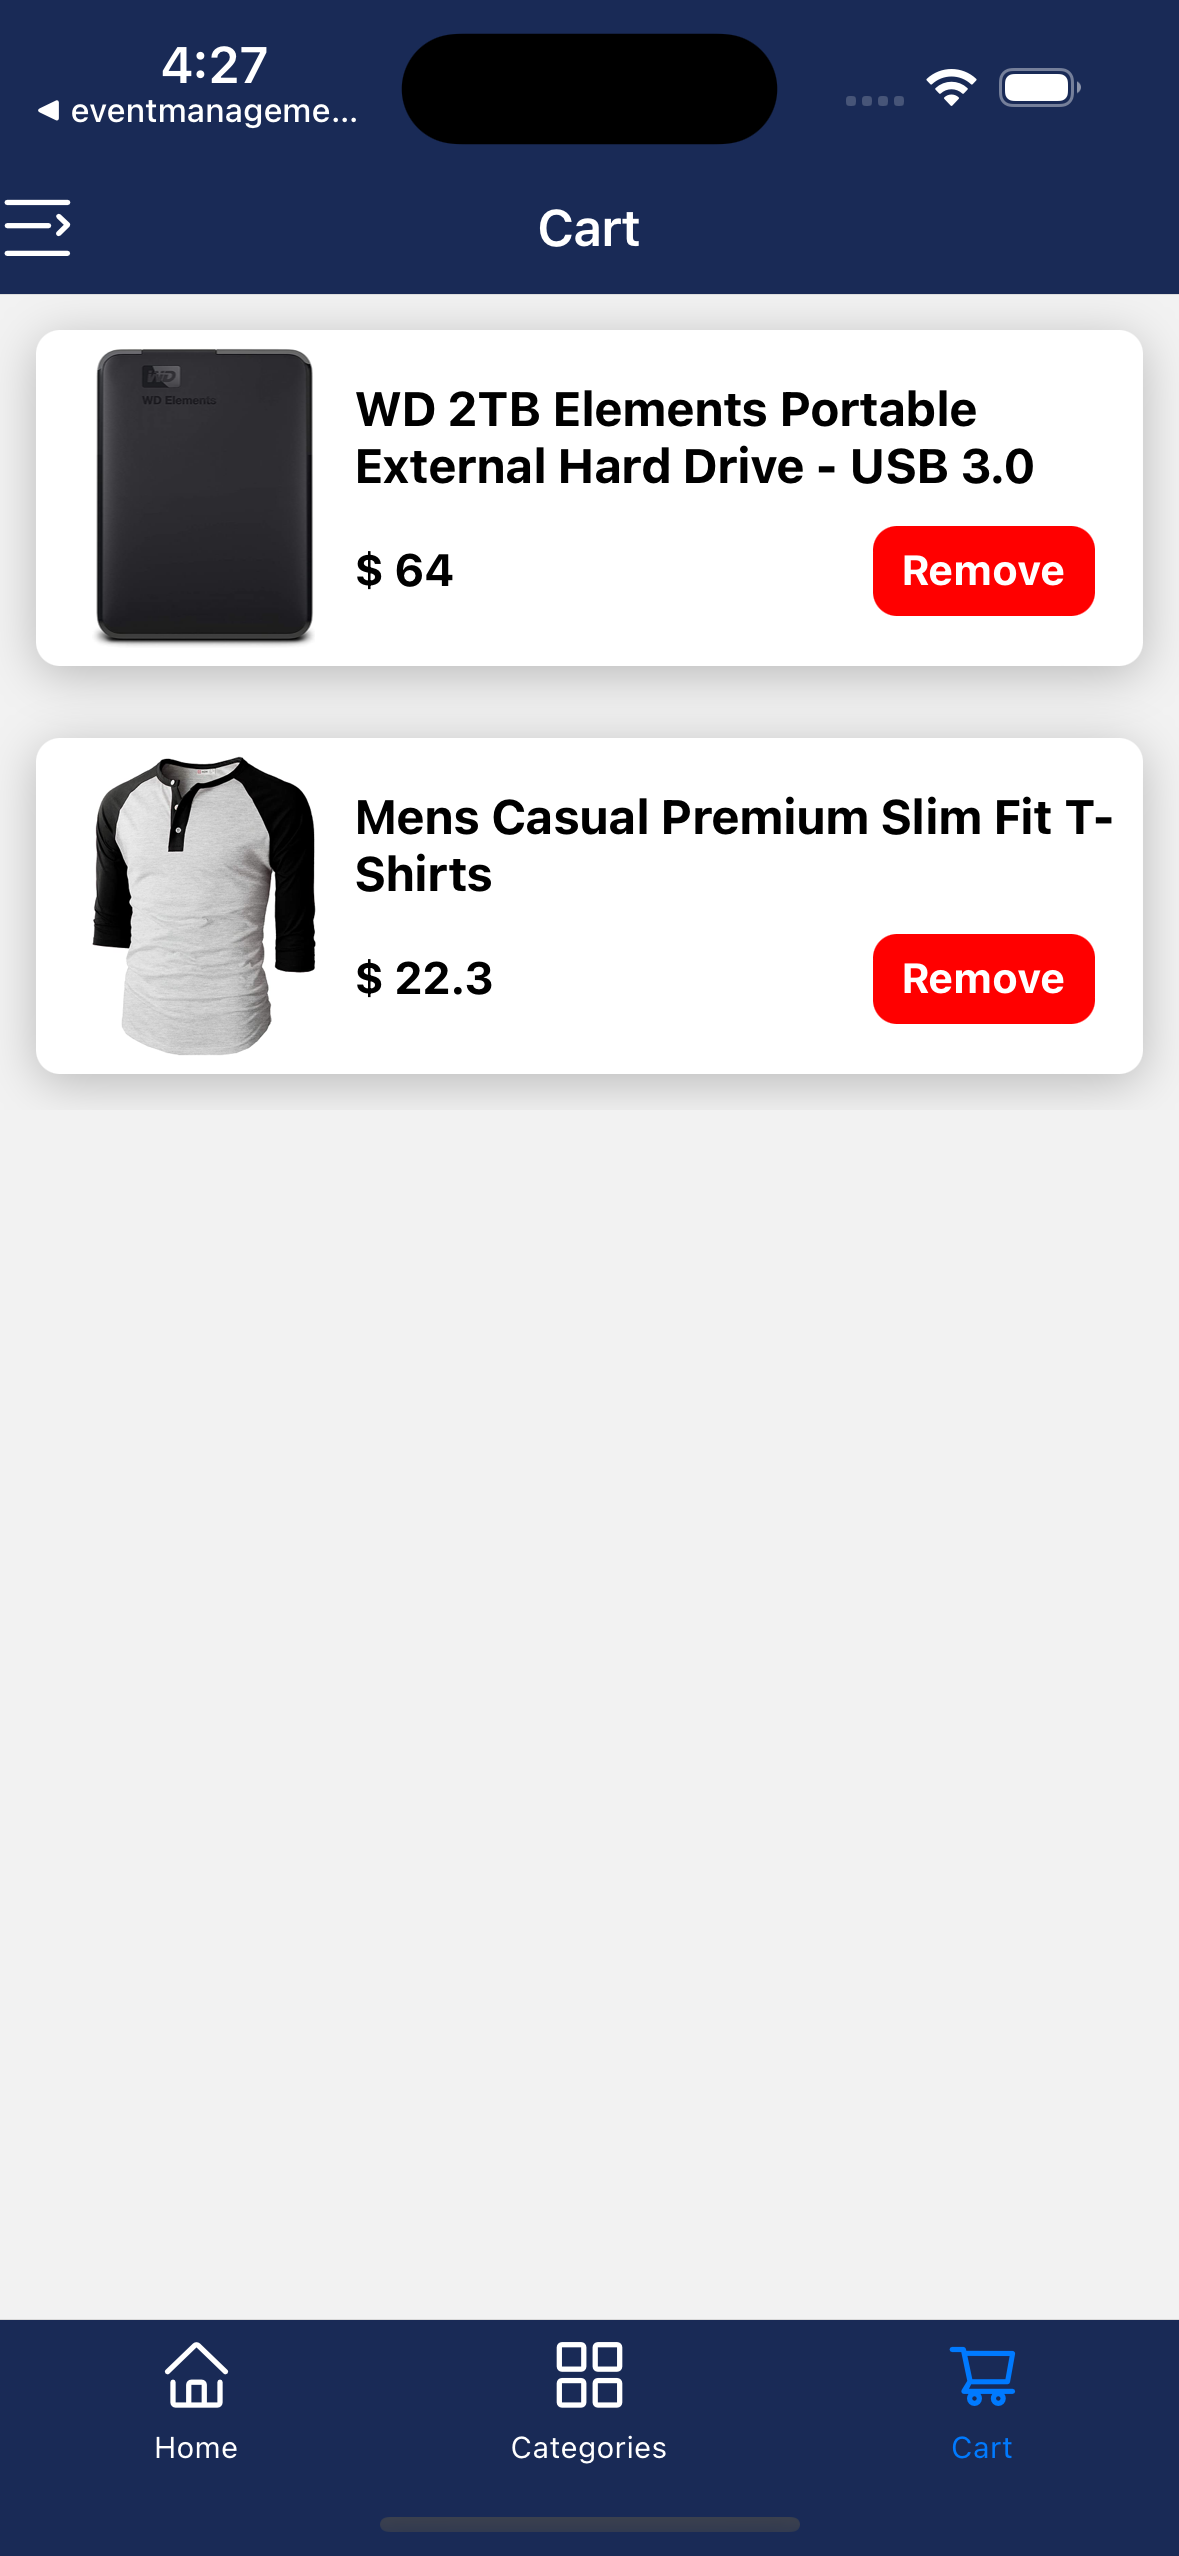 4:27
◀ eventmanageme...
Cart
WD
WD Elements
WD 2TB Elements Portable
External Hard Drive - USB 3.0
$ 64
Remove
Mens Casual Premium Slim Fit T-
Shirts
$ 22.3
Remove
Home
Categories
Cart